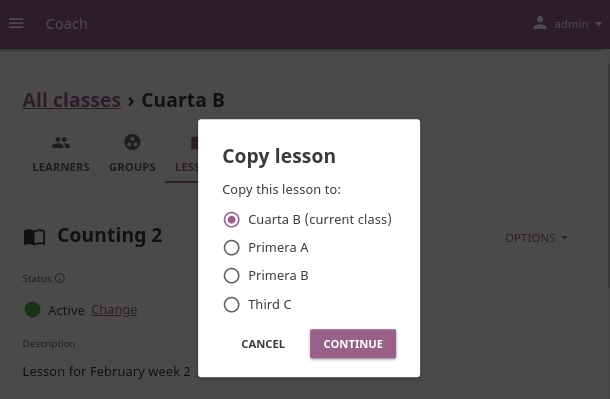 Coach
admin
All classes › Cuarta B
LEARNERS
GROUPS
LESS
Copy lesson
Copy this lesson to:
Cuarta B (current class)
Primera A
Primera B
Third C
CANCEL
CONTINUE
Counting 2
OPTIONS
Status
Active Change
Description
Lesson for February week 2